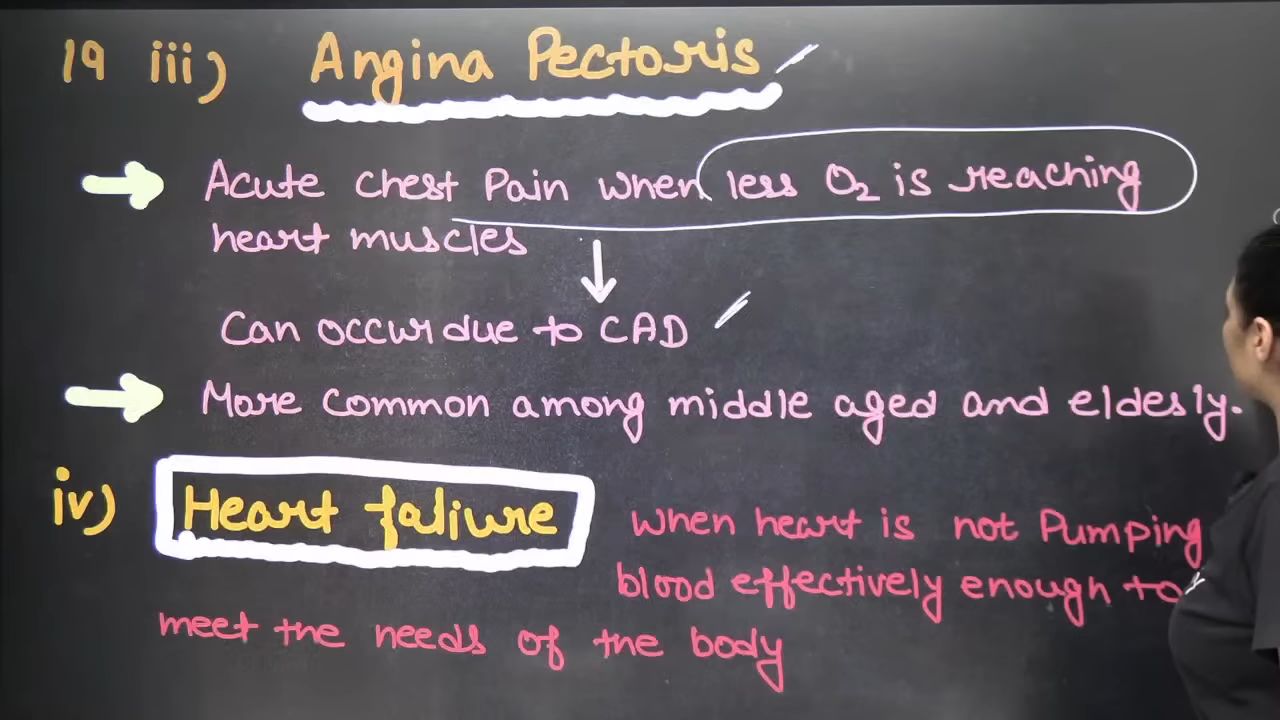 19 iii) Angina Pectoris
Acute chest Pain when less O₂ is reaching
heart muscles
Can occur due to CAD
More common among middle aged and eldesly.
iv) Heart faliure
when heart is not Pumping
blood effectively enough to
meet the needs of the body